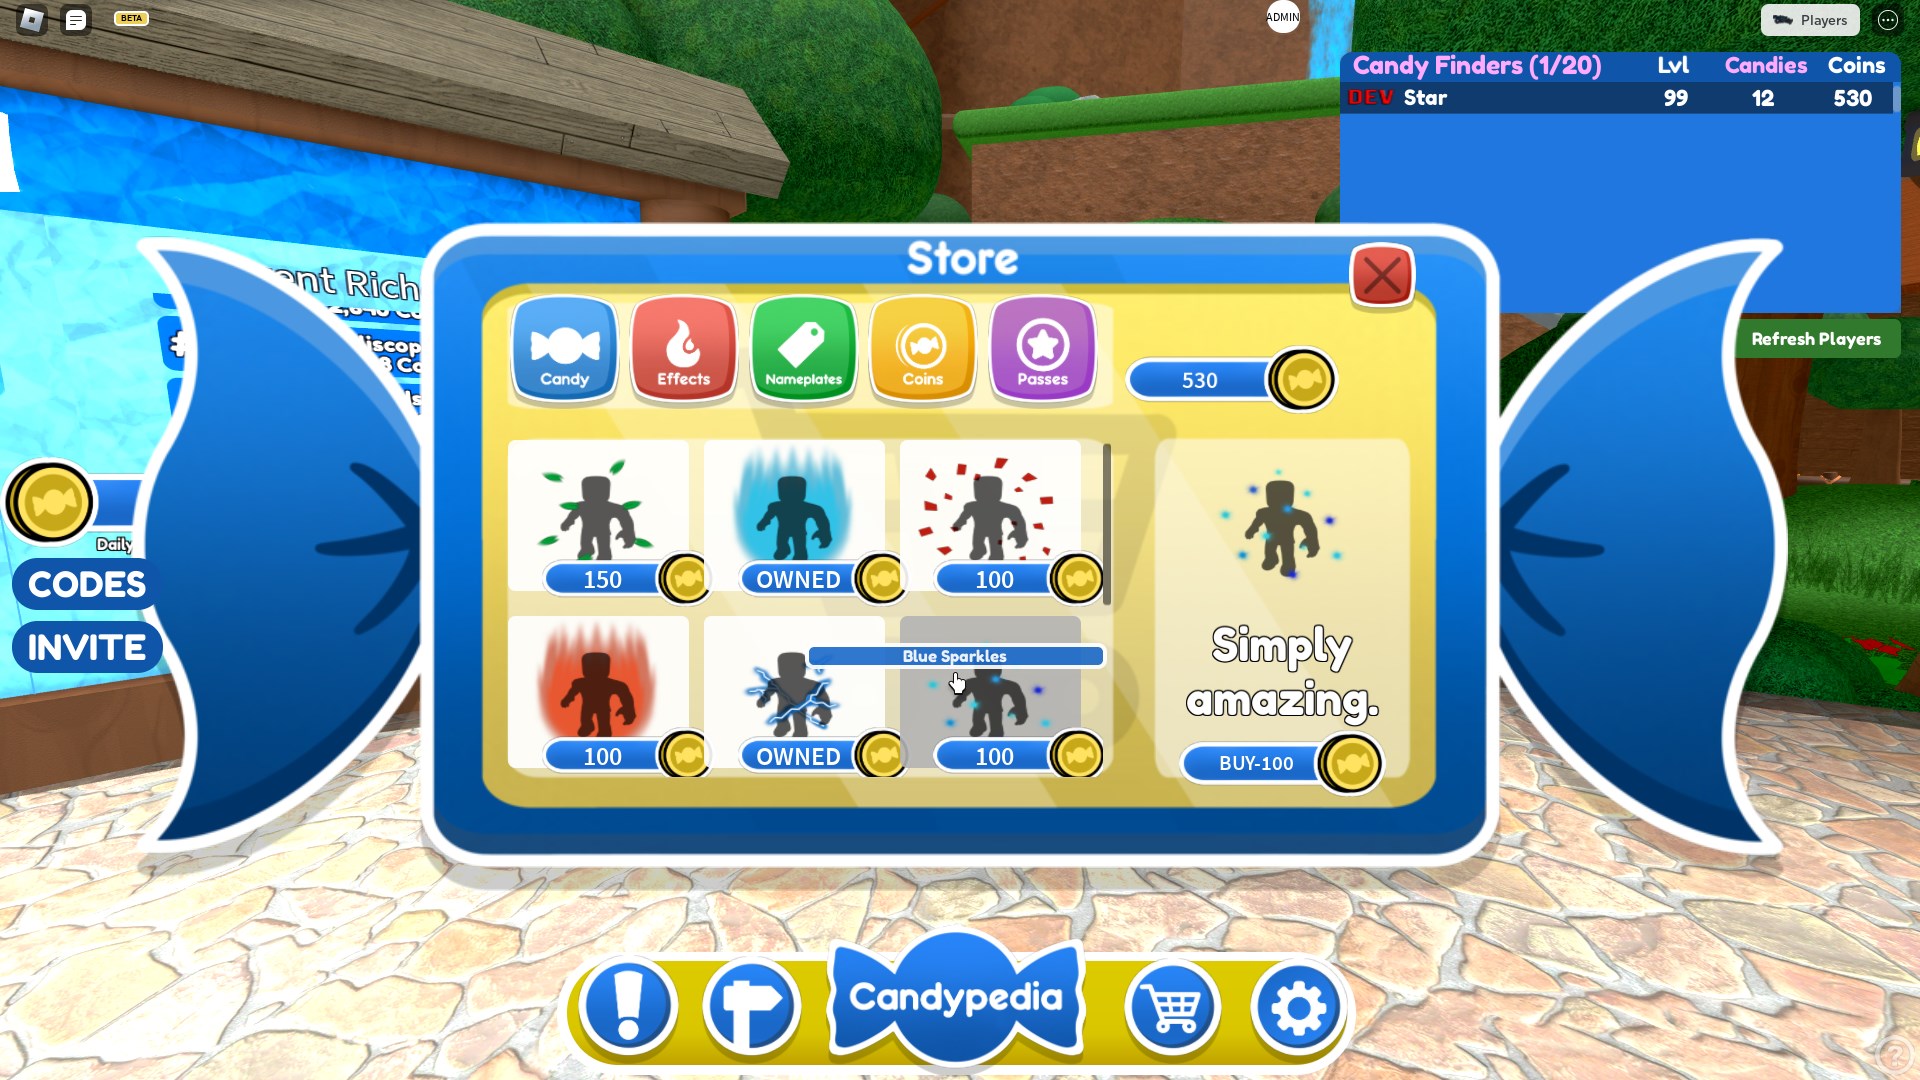 BETA
ADMIN
Players
Candy Finders (1/20) Lvl Candies Coins
DEV Star 99 12 530
Refresh Players
Store
Candy
Effects
Nameplates
Coins
Passes
530
150
OWNED
100
Blue Sparkles
100
OWNED
100
Simply
amazing.
BUY-100
Daily
CODES
INVITE
Candypedia